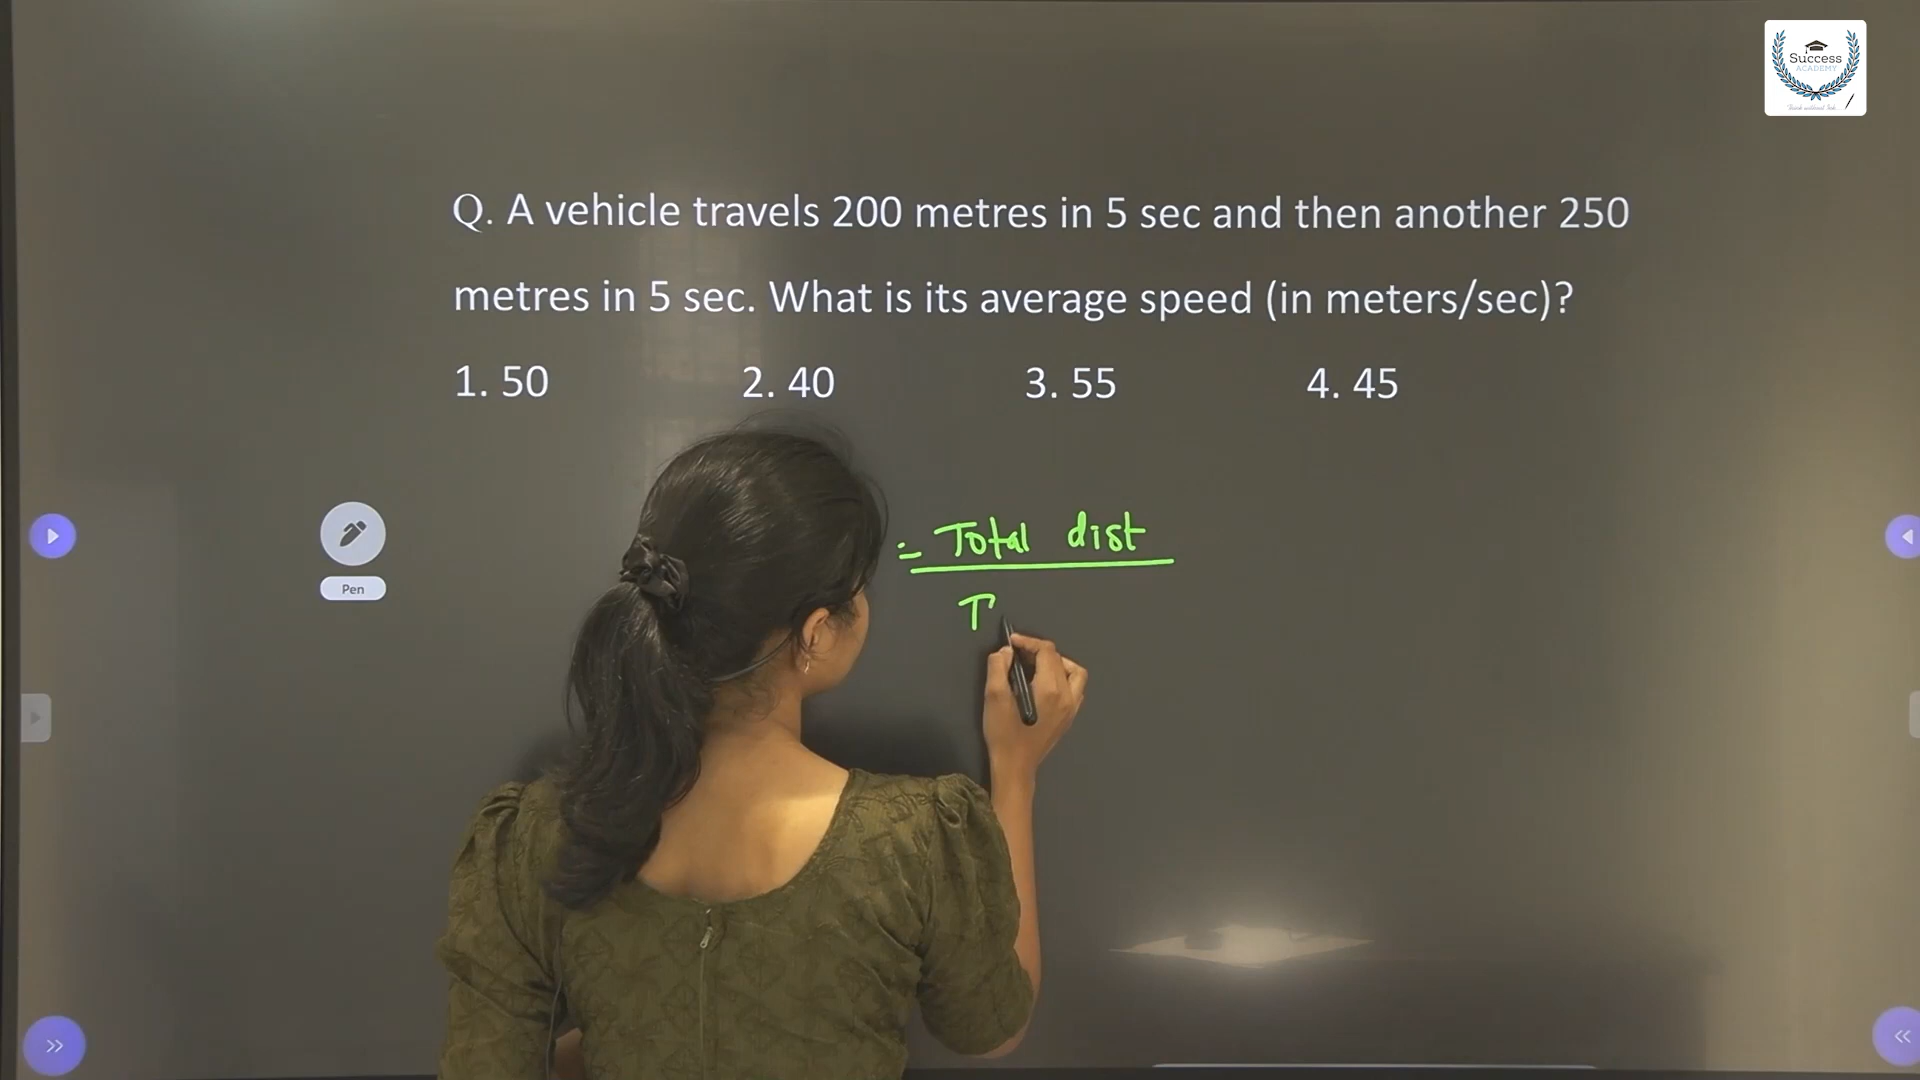 Success
ACADEMY
Q. A vehicle travels 200 metres in 5 sec and then another 250
metres in 5 sec. What is its average speed (in meters/sec)?
1. 50 2. 40 3. 55 4. 45
= Total dist
T
Pen